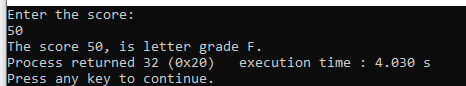 Enter the score:
50
The score 50, is letter grade F.
Process returned 32 (0x20)   execution time : 4.030 s
Press any key to continue.